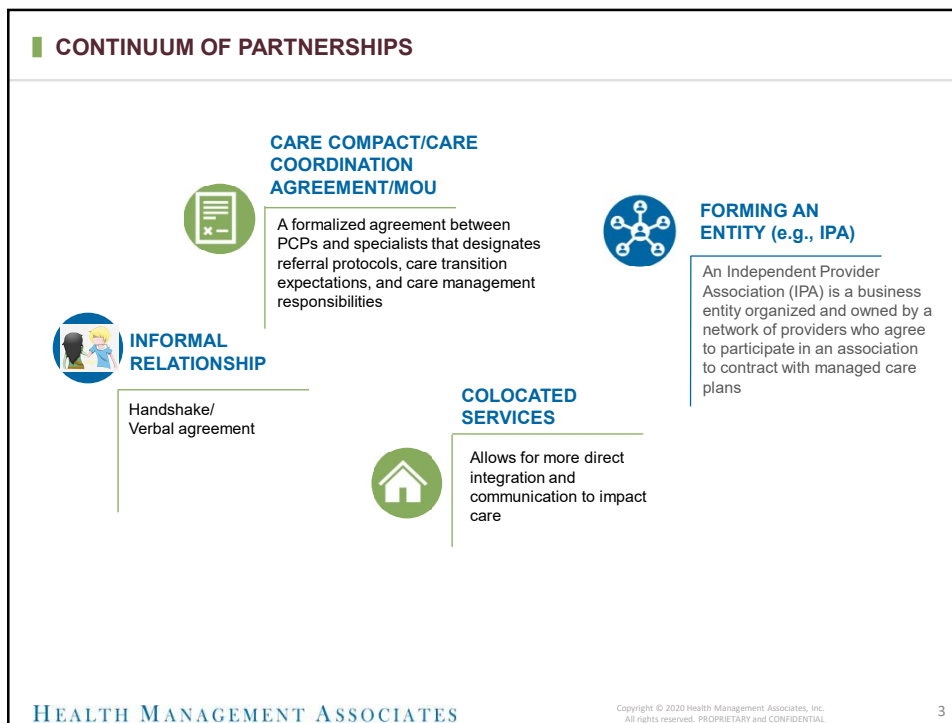 CONTINUUM OF PARTNERSHIPS
CARE COMPACT/CARE
COORDINATION
AGREEMENT/MOU
A formalized agreement between
PCPs and specialists that designates
referral protocols, care transition
expectations, and care management
responsibilities
FORMING AN
ENTITY (e.g., IPA)
An Independent Provider
Association (IPA) is a business
entity organized and owned by a
network of providers who agree
to participate in an association
to contract with managed care
plans
INFORMAL
RELATIONSHIP
Handshake/
Verbal agreement
COLOCATED
SERVICES
Allows for more direct
integration and
communication to impact
care
HEALTH MANAGEMENT ASSOCIATES
Copyright © 2020 Health Management Associates, Inc.
All rights reserved. PROPRIETARY and CONFIDENTIAL
3